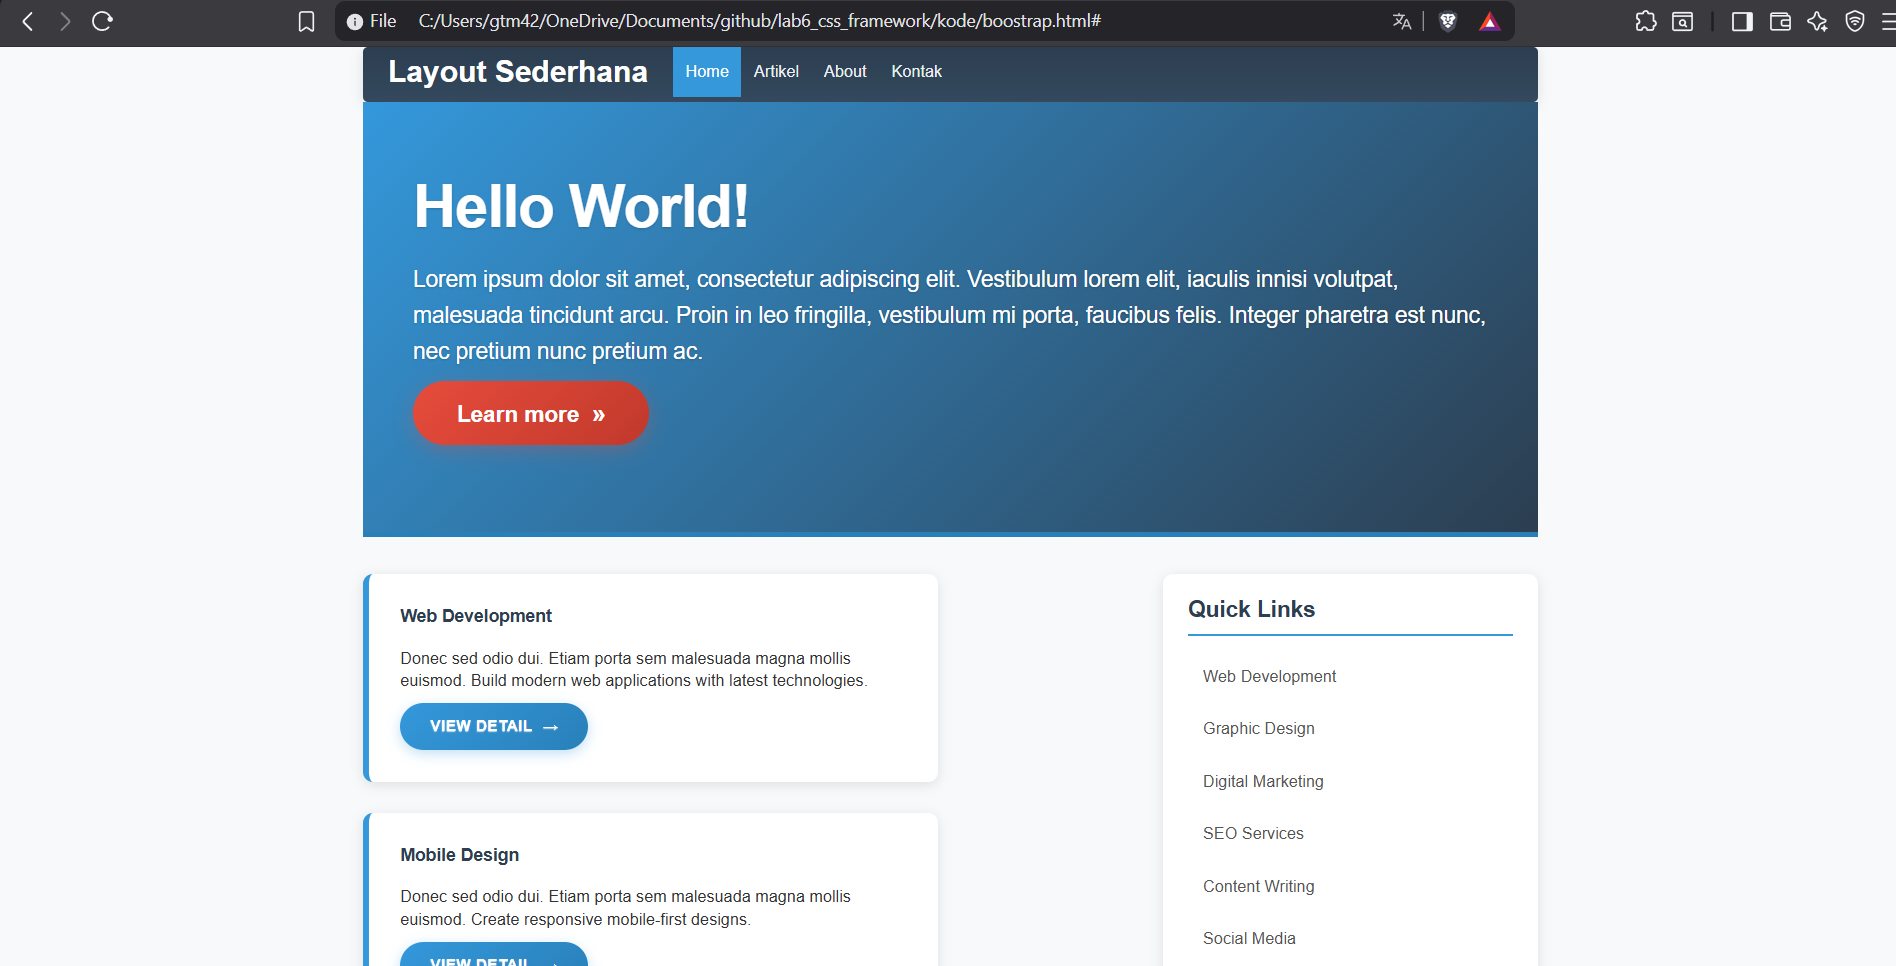 File C:/Users/gtm42/OneDrive/Documents/github/lab6_css_framework/kode/boostrap.html#
Layout Sederhana Home Artikel About Kontak
Hello World!
Lorem ipsum dolor sit amet, consectetur adipiscing elit. Vestibulum lorem elit, iaculis innisi volutpat,
malesuada tincidunt arcu. Proin in leo fringilla, vestibulum mi porta, faucibus felis. Integer pharetra est nunc,
nec pretium nunc pretium ac.
Learn more »
Web Development
Donec sed odio dui. Etiam porta sem malesuada magna mollis
euismod. Build modern web applications with latest technologies.
VIEW DETAIL →
Mobile Design
Donec sed odio dui. Etiam porta sem malesuada magna mollis
euismod. Create responsive mobile-first designs.
VIEW DETAIL →
Quick Links
Web Development
Graphic Design
Digital Marketing
SEO Services
Content Writing
Social Media